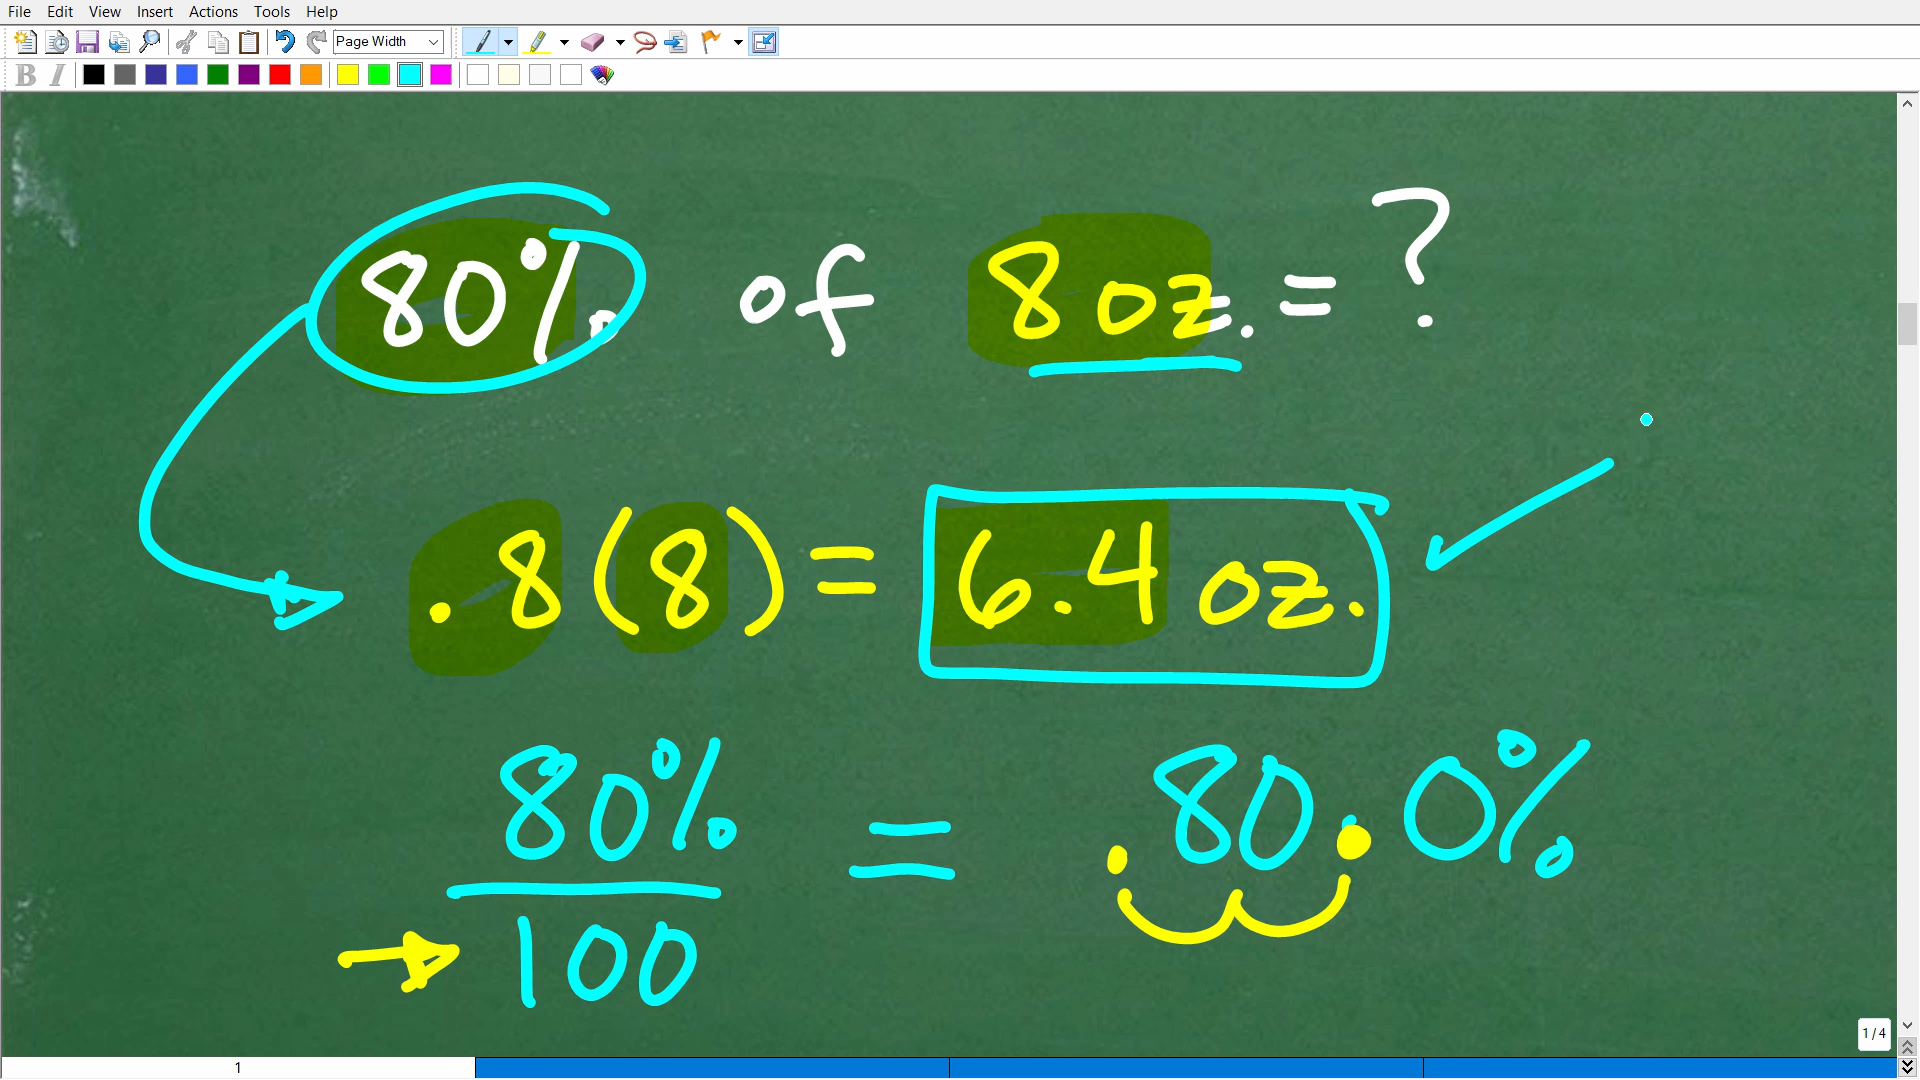 File Edit View Insert Actions Tools Help
Page Width
B I
80% of 8 oz. = ?
.8(8) = 6.4 oz.
80% = .80.0%
100
1 / 4
1